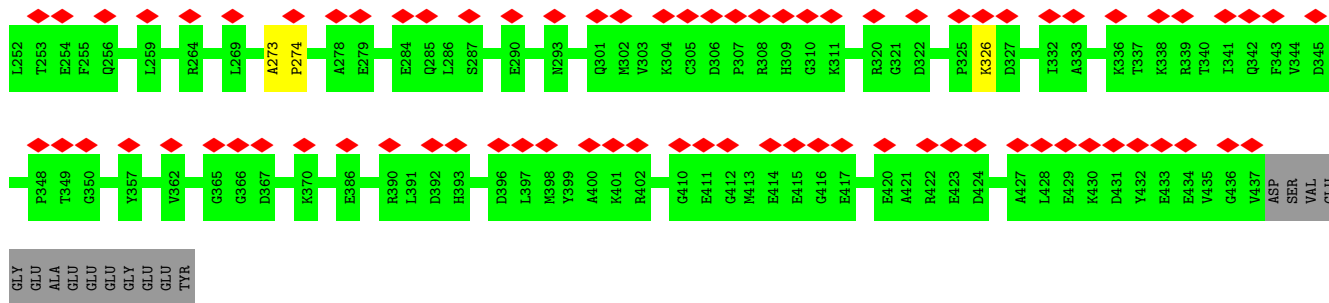 L252 T253 E254 F255 Q256 L259 R264 L269 A273 P274 A278 E279 E284 Q285 L286 S287 E290 N293 Q301 M302 V303 K304 C305 D306 P307 R308 H309 G310 K311 R320 G321 D322 P325 K326 D327 I332 A333 K336 T337 K338 R339 T340 I341 Q342 F343 V344 D345
P348 T349 G350 Y357 V362 G365 G366 D367 K370 E386 R390 L391 D392 H393 D396 L397 M398 Y399 A400 K401 R402 G410 E411 G412 M413 E414 E415 G416 E417 E420 A421 R422 E423 D424 A427 L428 E429 K430 D431 Y432 E433 E434 V435 G436 V437 ASP SER VAL GLU
GLY GLU ALA GLU GLU GLU GLY GLU GLU TYR